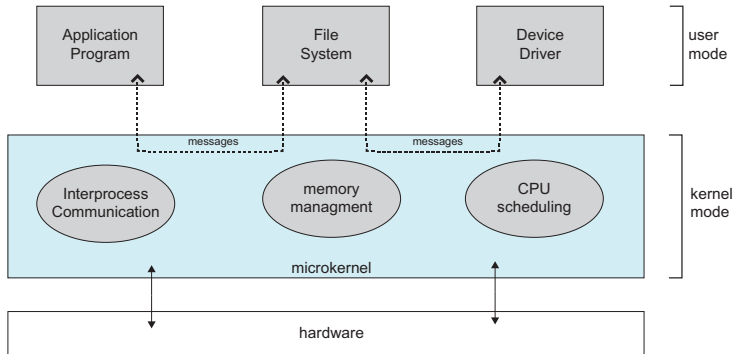 Application
Program
File
System
Device
Driver
user
mode
messages
messages
Interprocess
Communication
memory
managment
CPU
scheduling
kernel
mode
microkernel
hardware